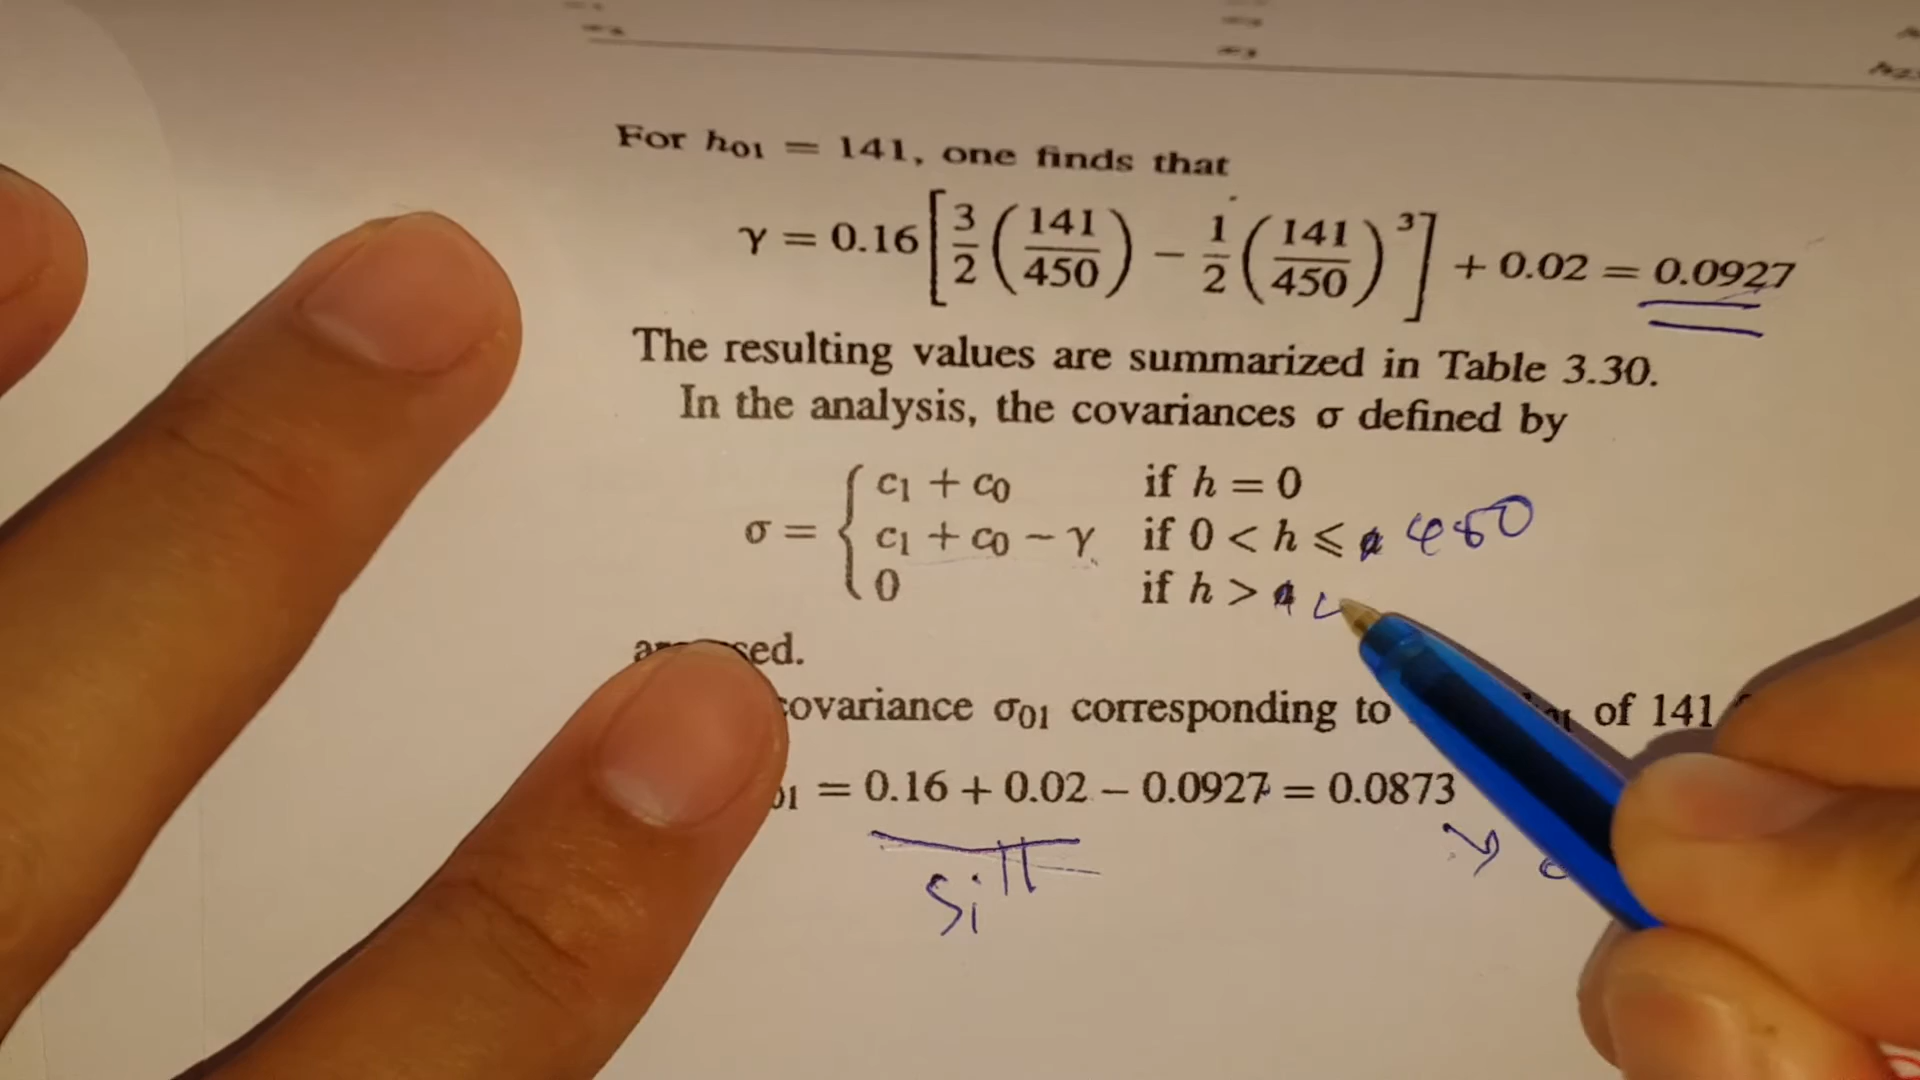 For h₀₁ = 141, one finds that
γ = 0.16 [ 3/2 ( 141/450 ) − 1/2 ( 141/450 )³ ] + 0.02 = 0.0927
The resulting values are summarized in Table 3.30.
In the analysis, the covariances σ defined by
σ = { c₁ + c₀ if h = 0
c₁ + c₀ − γ if 0 < h ⩽ a 450
0 if h > a
covariance σ₀₁ corresponding to of 141
= 0.16 + 0.02 − 0.0927 = 0.0873
Sill